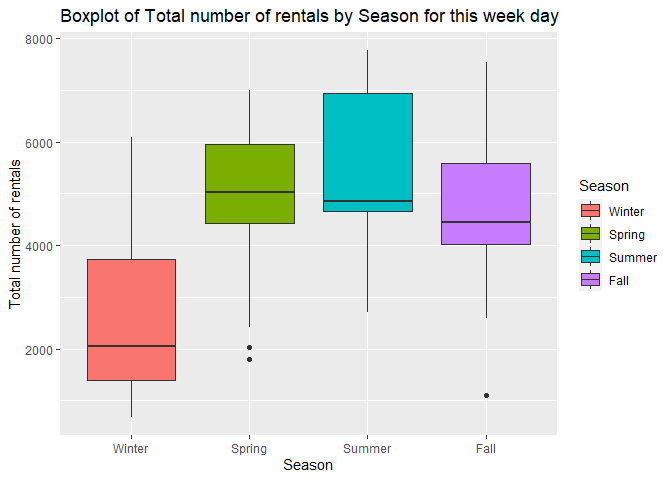 Boxplot of Total number of rentals by Season for this week day
Total number of rentals
8000
6000
4000
2000
Winter
Spring
Summer
Fall
Season
Season
Winter
Spring
Summer
Fall